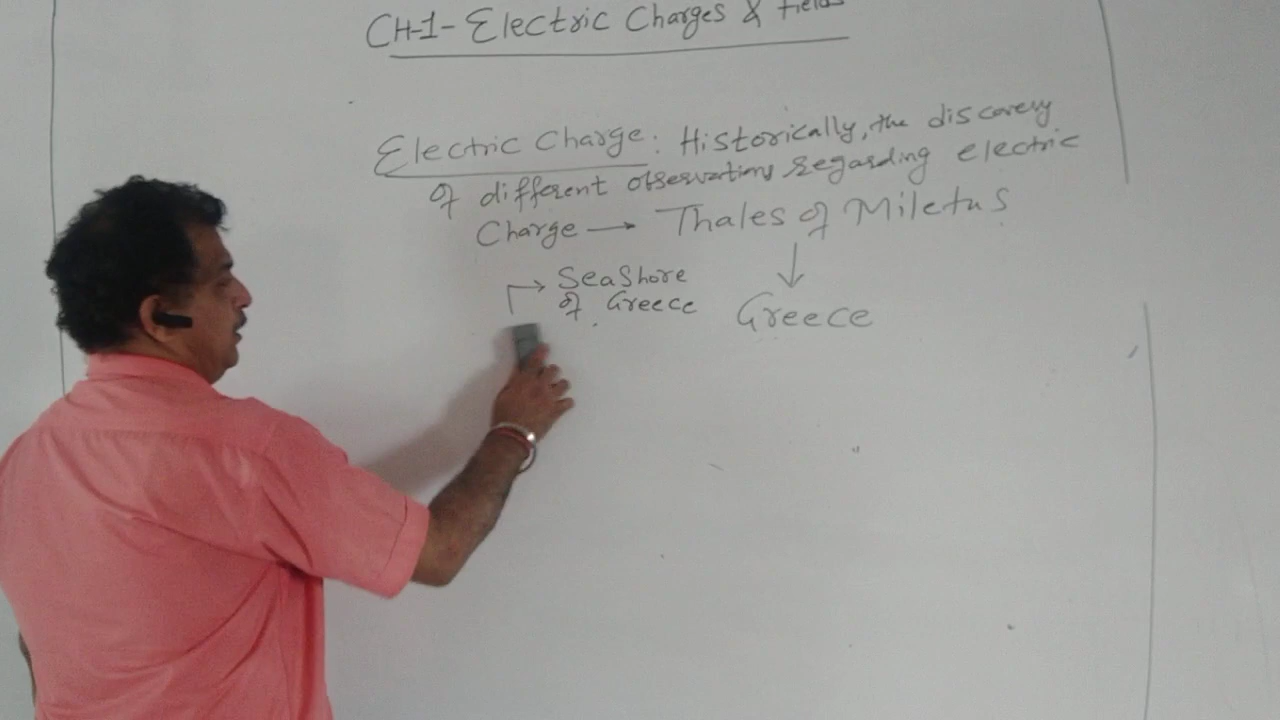 CH-1- Electric Charges & Fields
Electric Charge: Historically, the discovery
of different observations regarding electric
Charge → Thales of Miletus
↓
→ SeaShore
of Greece
Greece